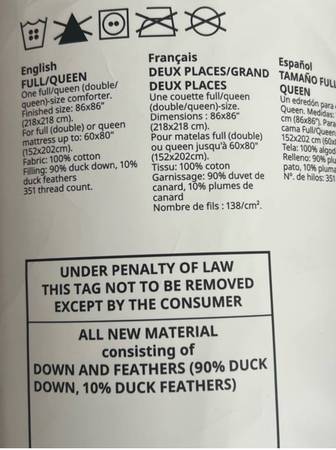 English
FULL/QUEEN
One full/queen (double/
queen)-size comforter.
Finished size: 86x86"
(218x218 cm).
For full (double) or queen
mattress up to: 60x80"
(152x202cm).
Fabric: 100% cotton
Filling: 90% duck down, 10%
duck feathers
351 thread count.
Français
DEUX PLACES/GRAND
DEUX PLACES
Une couette full/queen
(double/queen)-size.
Dimensions : 86x86"
(218x218 cm).
Pour matelas full (double)
ou queen jusqu'à 60x80"
(152x202cm).
Tissu: 100% coton
Garnissage: 90% duvet de
canard, 10% plumes de
canard
Nombre de fils : 138/cm².
Español
TAMAÑO FULL
QUEEN
Un edredón para
Queen. Medidas:
cm (86x86"). Para
cama Full/Queen
152x202 cm
Tela: 100%
Relleno: 90%
pato, 10%
N°. de hilos: 351
UNDER PENALTY OF LAW
THIS TAG NOT TO BE REMOVED
EXCEPT BY THE CONSUMER
ALL NEW MATERIAL
consisting of
DOWN AND FEATHERS (90% DUCK
DOWN, 10% DUCK FEATHERS)